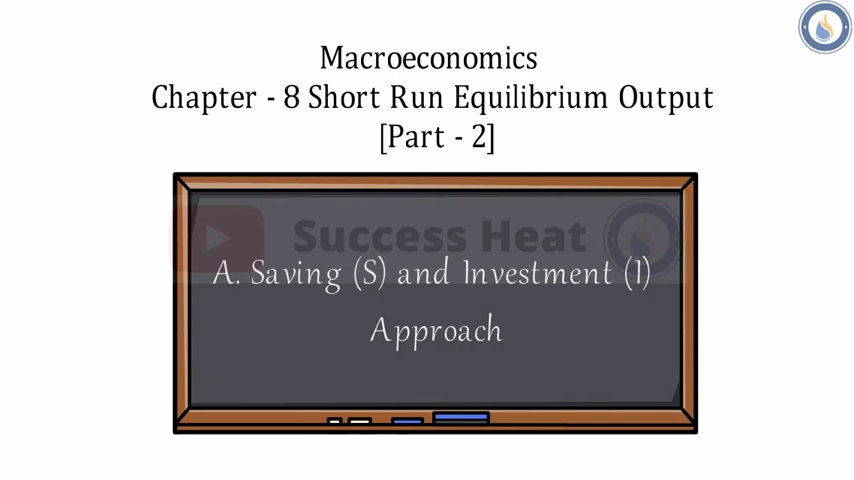 Macroeconomics
Chapter - 8 Short Run Equilibrium Output
[Part - 2]
Success Heat
A. Saving (S) and Investment (I)
Approach